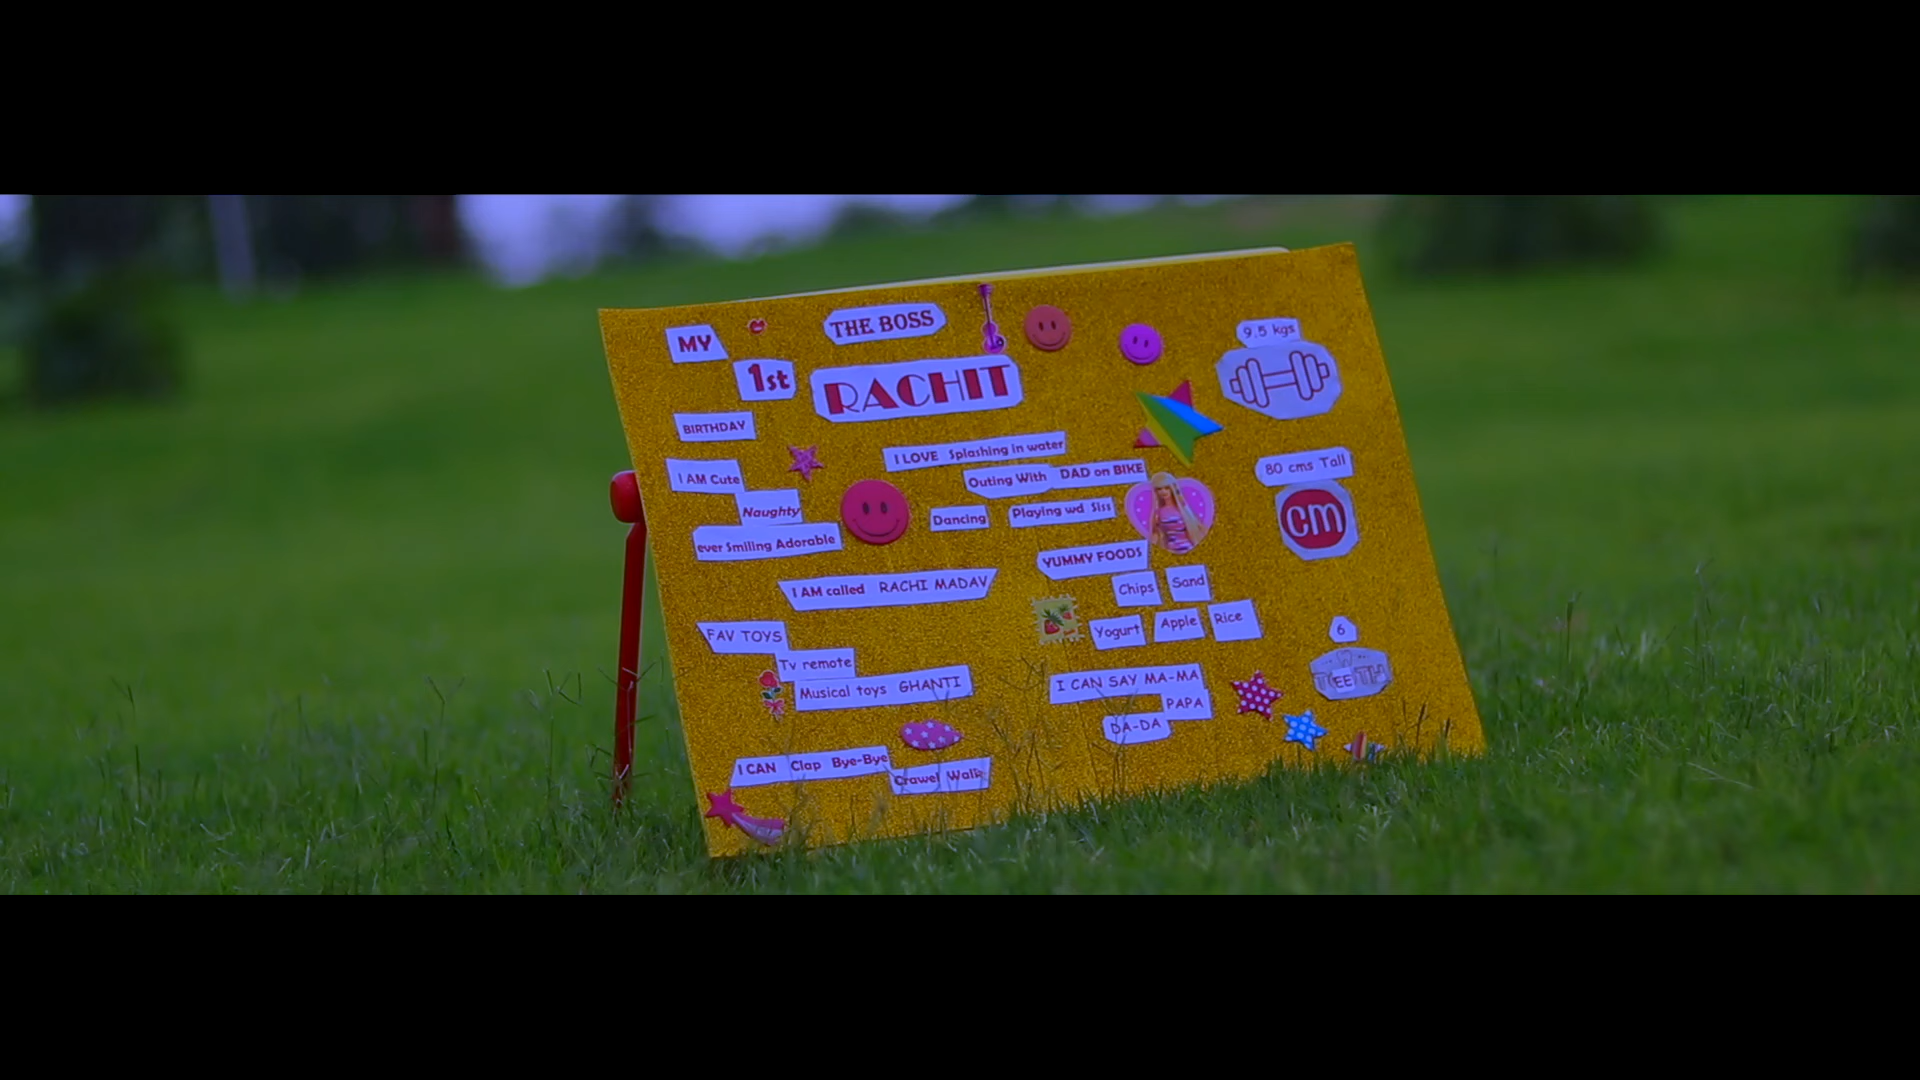 MY
1st
BIRTHDAY
THE BOSS
RACHIT
I AM Cute
Naughty
ever Smiling Adorable
I LOVE Splashing in water
Outing With DAD on BIKE
Dancing Playing wd Siss
I AM called RACHI MADAV
YUMMY FOODS
Chips Sand
Yogurt Apple Rice
FAV TOYS
Tv remote
Musical toys GHANTI
I CAN SAY MA-MA
PAPA
DA-DA
I CAN Clap Bye-Bye
Crawel Walk
9.5 kgs
80 cms Tall
cm
6
TEETH